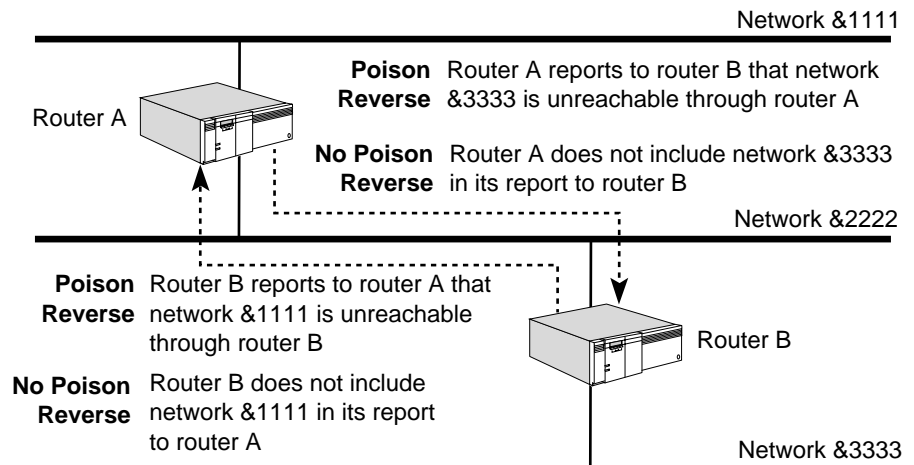 Network &1111
Poison Reverse Router A reports to router B that network
&3333 is unreachable through router A
Router A
No Poison Reverse Router A does not include network &3333
in its report to router B
Network &2222
Poison Reverse Router B reports to router A that
network &1111 is unreachable
through router B
Router B
No Poison Reverse Router B does not include
network &1111 in its report
to router A
Network &3333